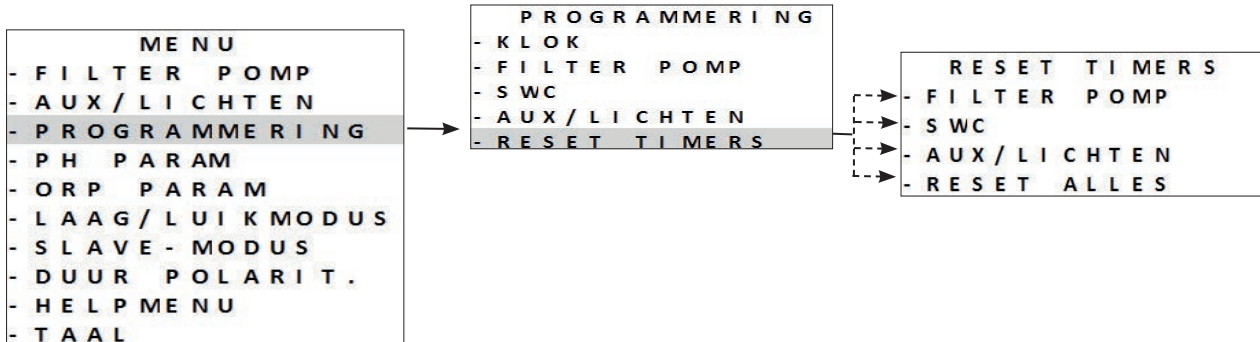 MENU
- FILTER POMP
- AUX/LICHTEN
- PROGRAMMERING
- PH PARAM
- ORP PARAM
- LAAG/LUIKMODUS
- SLAVE-MODUS
- DUUR POLARIT.
- HELPMENU
- TAAL
PROGRAMMERING
- KLOK
- FILTER POMP
- SWC
- AUX/LICHTEN
- RESET TIMERS
RESET TIMERS
- FILTER POMP
- SWC
- AUX/LICHTEN
- RESET ALLES